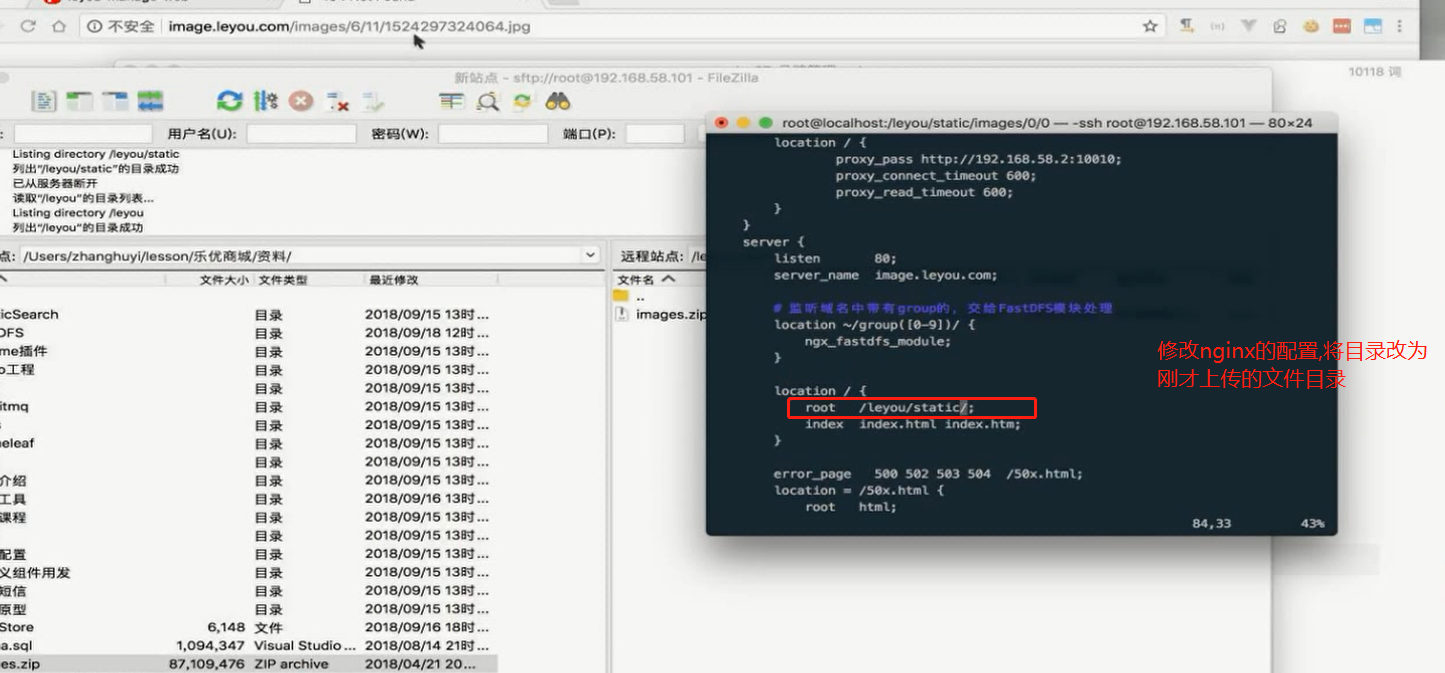 不安全 image.leyou.com/images/6/11/1524297324064.jpg
新站点 - sftp://root@192.168.58.101 - FileZilla
10118 词
用户名(U): 密码(W): 端口(P):
Listing directory /leyou/static
列出"/leyou/static"的目录成功
已从服务器断开
读取"/leyou"的目录列表...
Listing directory /leyou
列出"/leyou"的目录成功
点: /Users/zhanghuyi/lesson/乐优商城/资料/
文件大小 文件类型 最近修改
icSearch 目录 2018/09/15 13时...
DFS 目录 2018/09/18 12时...
me插件 目录 2018/09/15 13时...
o工程 目录 2018/09/15 13时...
目录 2018/09/15 13时...
itmq 目录 2018/09/15 13时...
目录 2018/09/15 13时...
eleaf 目录 2018/09/15 13时...
目录 2018/09/15 13时...
介绍 目录 2018/09/15 13时...
工具 目录 2018/09/16 13时...
课程 目录 2018/09/15 13时...
目录 2018/09/15 13时...
配置 目录 2018/09/15 13时...
义组件用发 目录 2018/09/15 13时...
短信 目录 2018/09/15 13时...
原型 目录 2018/09/15 13时...
Store 6,148 文件 2018/09/16 18时...
a.sql 1,094,347 Visual Studio ... 2018/08/14 21时...
es.zip 87,109,476 ZIP archive 2018/04/21 20...
远程站点: /le
文件名
..
images.zip
root@localhost:/leyou/static/images/0/0 — -ssh root@192.168.58.101 — 80×24
location / {
proxy_pass http://192.168.58.2:10010;
proxy_connect_timeout 600;
proxy_read_timeout 600;
}
}
server {
listen 80;
server_name image.leyou.com;
# 监听域名中带有group的, 交给FastDFS模块处理
location ~/group([0-9])/ {
ngx_fastdfs_module;
}
location / {
root /leyou/static/;
index index.html index.htm;
}
error_page 500 502 503 504 /50x.html;
location = /50x.html {
root html;
84,33 43%
修改nginx的配置,将目录改为
刚才上传的文件目录